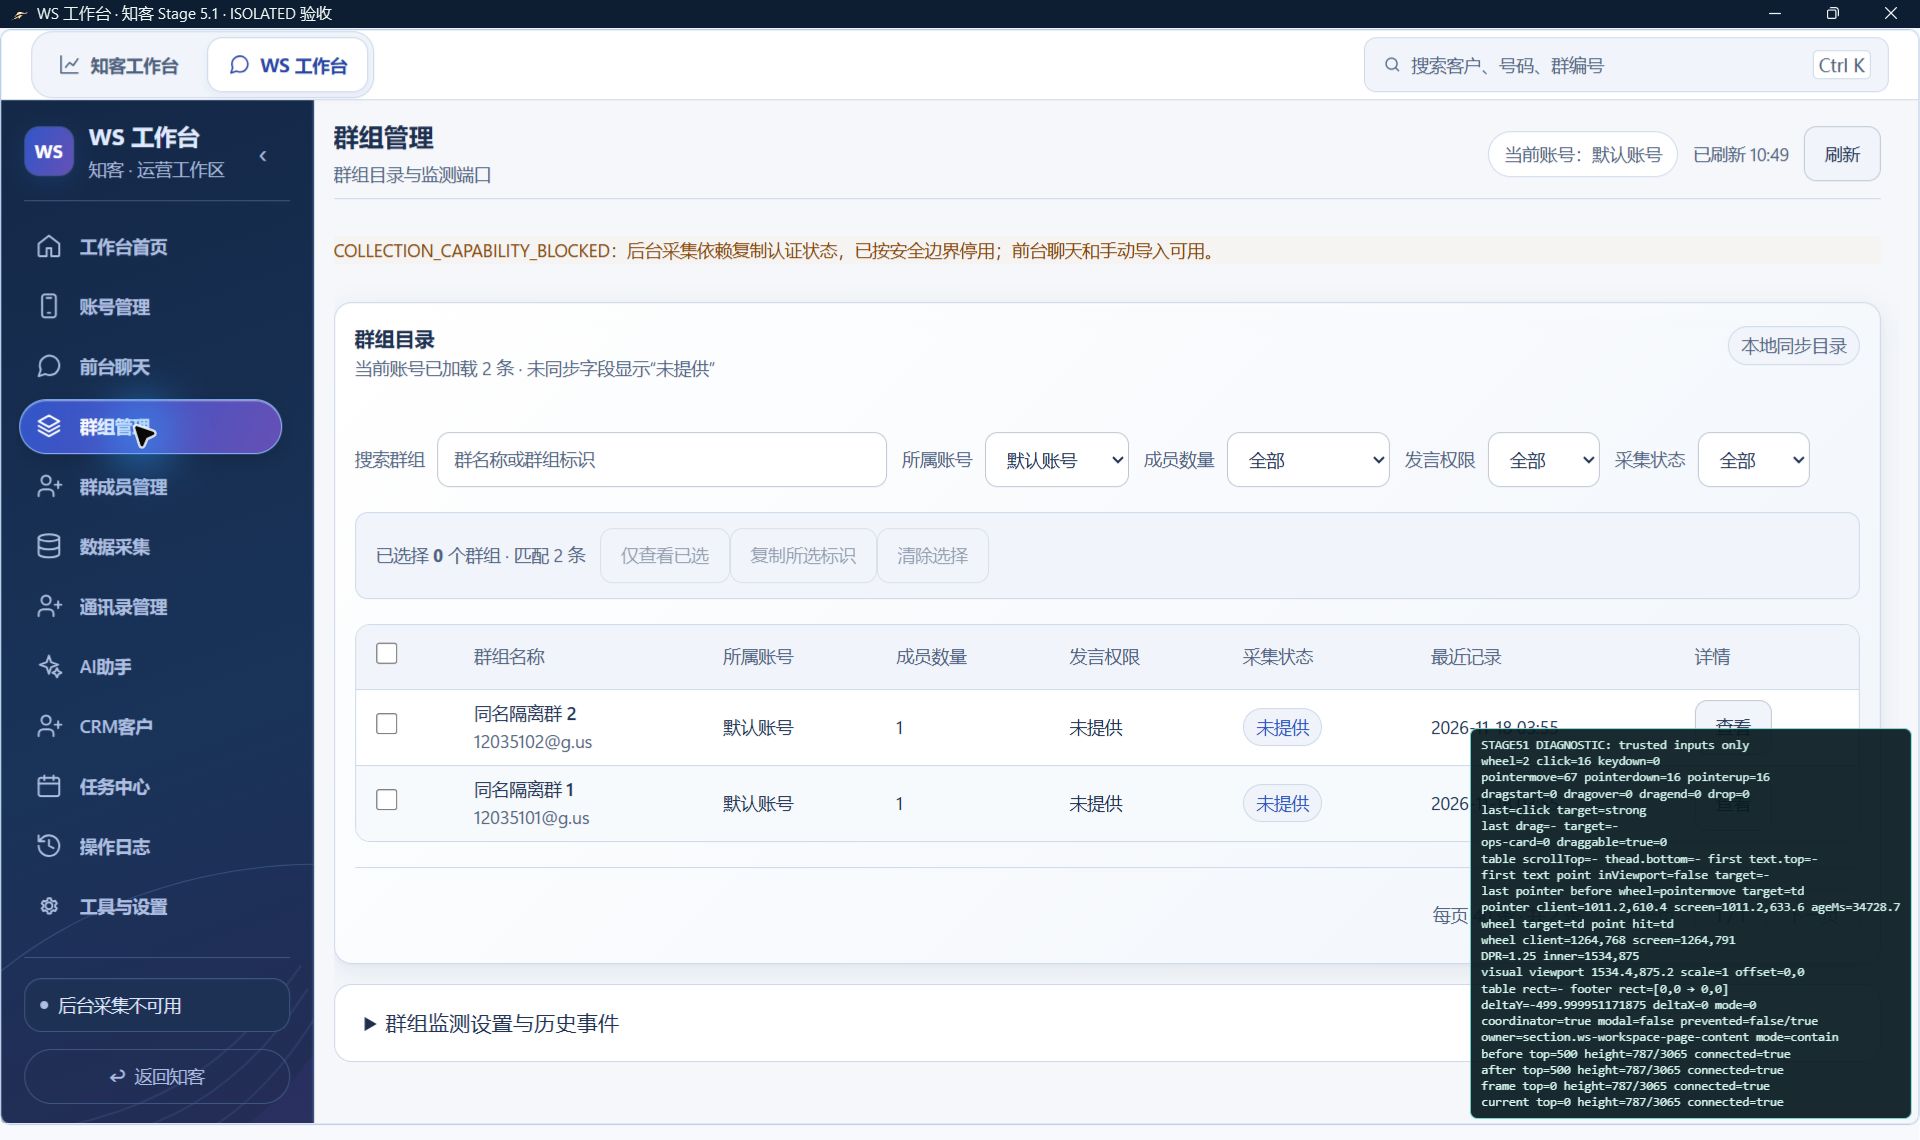 WS 工作台 · 知客 Stage 5.1 · ISOLATED 验收
知客工作台
WS 工作台
搜索客户、号码、群编号
Ctrl K
WS
WS 工作台
知客 · 运营工作区
工作台首页
账号管理
前台聊天
群组管理
群成员管理
数据采集
通讯录管理
AI助手
CRM客户
任务中心
操作日志
工具与设置
后台采集不可用
返回知客
群组管理
群组目录与监测端口
当前账号：默认账号
已刷新 10:49
刷新
COLLECTION_CAPABILITY_BLOCKED：后台采集依赖复制认证状态，已按安全边界停用；前台聊天和手动导入可用。
群组目录
当前账号已加载 2 条 · 未同步字段显示“未提供”
本地同步目录
搜索群组 群名称或群组标识 所属账号 默认账号 成员数量 全部 发言权限 全部 采集状态 全部
已选择 0 个群组 · 匹配 2 条 仅查看已选 复制所选标识 清除选择
群组名称 所属账号 成员数量 发言权限 采集状态 最近记录 详情
同名隔离群 2
12035102@g.us
默认账号 1 未提供 未提供 2026-11-18 03:55 查看
同名隔离群 1
12035101@g.us
默认账号 1 未提供 未提供 2026 查看
每页
群组监测设置与历史事件
STAGE51 DIAGNOSTIC: trusted inputs only
wheel=2 click=16 keydown=0
pointermove=67 pointerdown=16 pointerup=16
dragstart=0 dragover=0 dragend=0 drop=0
last=click target=strong
last drag=- target=-
ops-card=0 draggable=true=0
table scrollTop=- thead.bottom=- first text.top=-
first text point inViewport=false target=-
last pointer before wheel=pointermove target=td
pointer client=1011.2,610.4 screen=1011.2,633.6 ageMs=34728.7
wheel target=td point hit=td
wheel client=1264,768 screen=1264,791
DPR=1.25 inner=1534,875
visual viewport 1534.4,875.2 scale=1 offset=0,0
table rect=- footer rect=[0,0 → 0,0]
deltaY=-499.999951171875 deltaX=0 mode=0
coordinator=true modal=false prevented=false/true
owner=section.ws-workspace-page-content mode=contain
before top=500 height=787/3065 connected=true
after top=500 height=787/3065 connected=true
frame top=0 height=787/3065 connected=true
current top=0 height=787/3065 connected=true